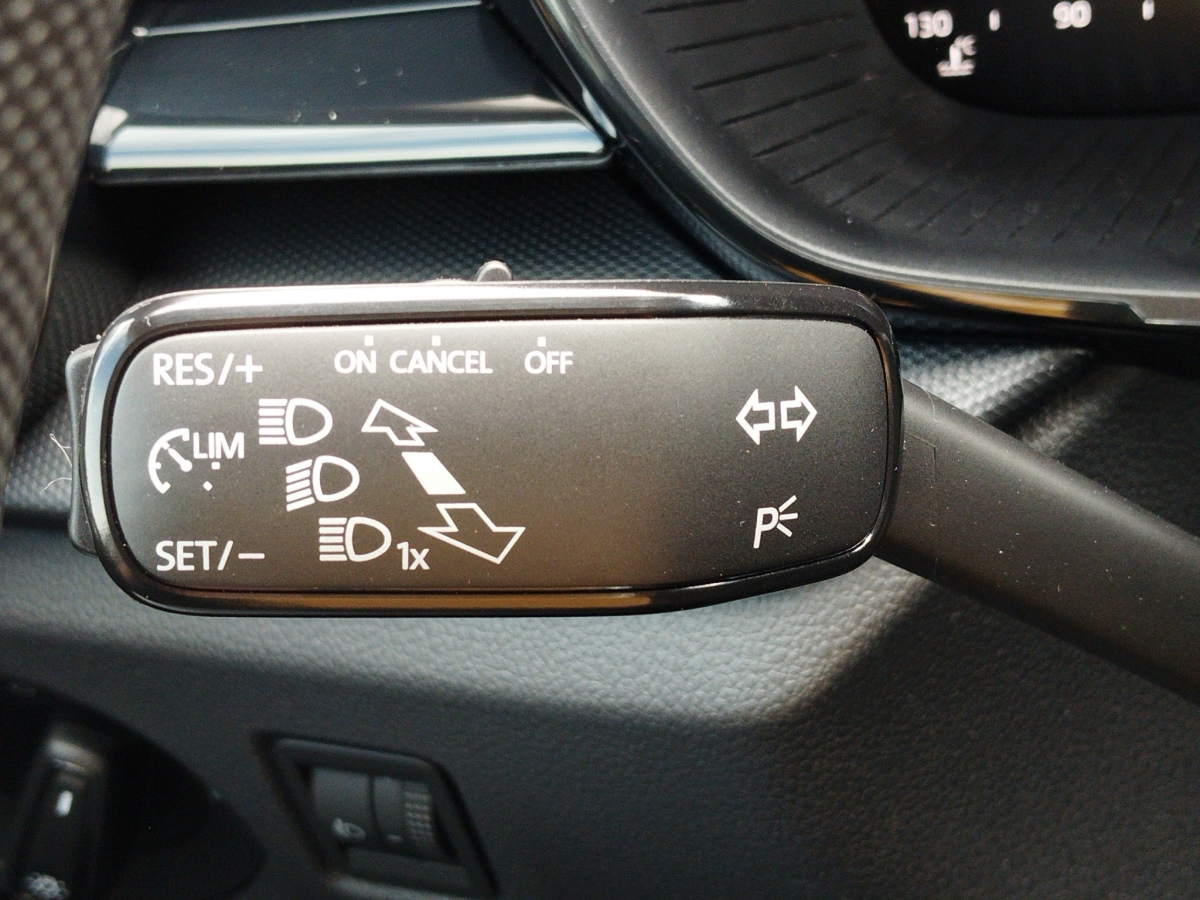 130 90
RES/+ ON CANCEL OFF
LIM
SET/− 1x P